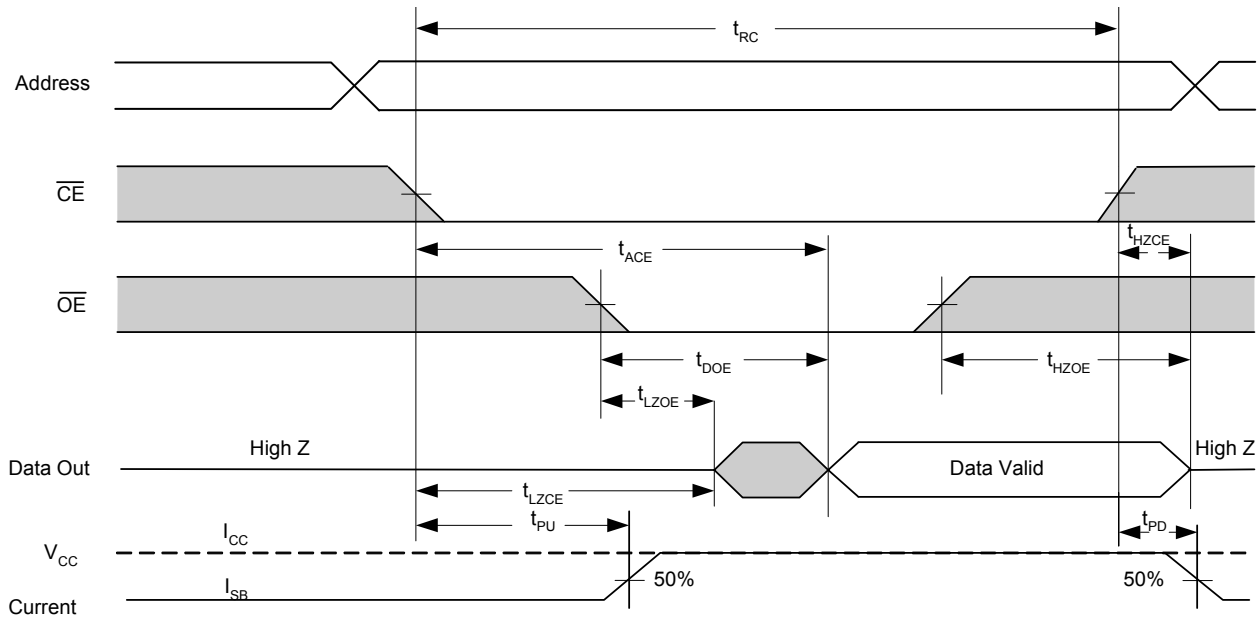 tRC
Address
CE
tHZCE
tACE
OE
tDOE
tHZOE
tLZOE
High Z
High Z
Data Out
Data Valid
tLZCE
tPU
tPD
ICC
VCC
50%
50%
ISB
Current